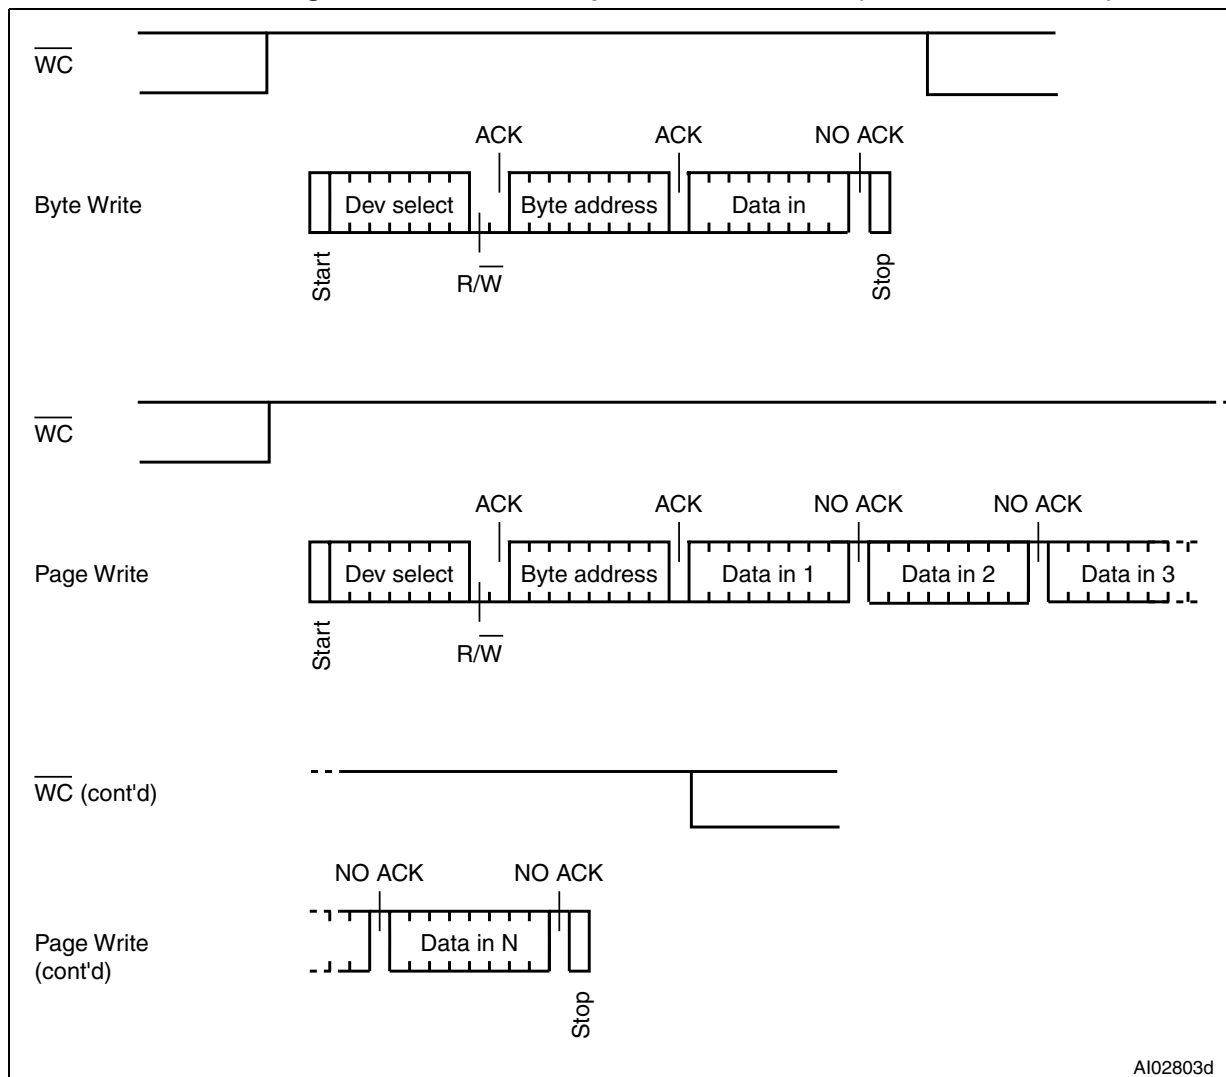 WC
ACK ACK NO ACK
Byte Write Dev select Byte address Data in
Start R/W Stop
WC
ACK ACK NO ACK NO ACK
Page Write Dev select Byte address Data in 1 Data in 2 Data in 3
Start R/W
WC (cont'd)
NO ACK NO ACK
Page Write Data in N
(cont'd)
Stop
AI02803d